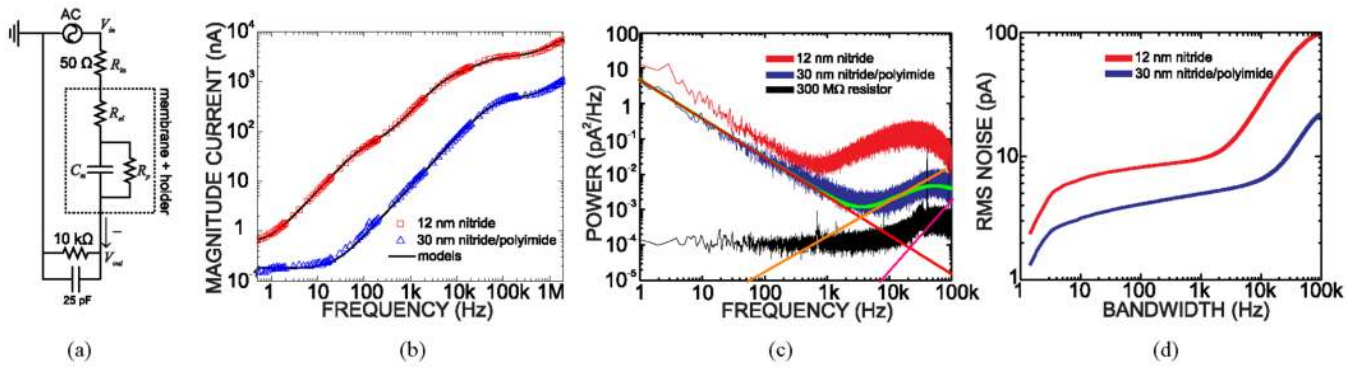 AC
V_in
50 Ω
R_in
R_el
C_m
R_p
membrane + holder
10 kΩ
−
V_out
25 pF
(a)
MAGNITUDE CURRENT (nA)
10^4
10^3
10^2
10
1
10^-1
12 nm nitride
30 nm nitride/polyimide
models
1
10
100
1k
10k
100k
1M
FREQUENCY (Hz)
(b)
POWER (pA^2/Hz)
10^2
10
1
10^-1
10^-2
10^-3
10^-4
10^-5
12 nm nitride
30 nm nitride/polyimide
300 MΩ resistor
1
10
100
1k
10k
100k
FREQUENCY (Hz)
(c)
RMS NOISE (pA)
100
10
1
12 nm nitride
30 nm nitride/polyimide
1
10
100
1k
10k
100k
BANDWIDTH (Hz)
(d)